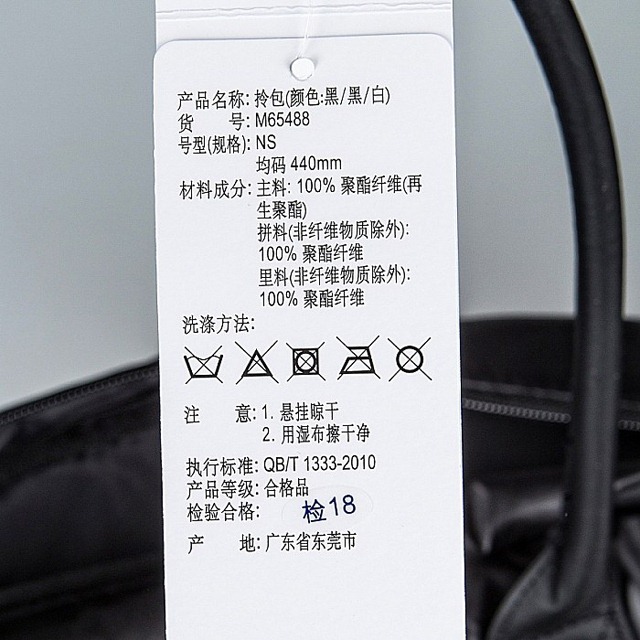 产品名称: 拎包(颜色:黑/黑/白)
货 号: M65488
号型(规格): NS
均码 440mm
材料成分: 主料: 100% 聚酯纤维(再
生聚酯)
拼料(非纤维物质除外):
100% 聚酯纤维
里料(非纤维物质除外):
100% 聚酯纤维
洗涤方法:
注 意: 1. 悬挂晾干
2. 用湿布擦干净
执行标准: QB/T 1333-2010
产品等级: 合格品
检验合格: 检18
产 地: 广东省东莞市